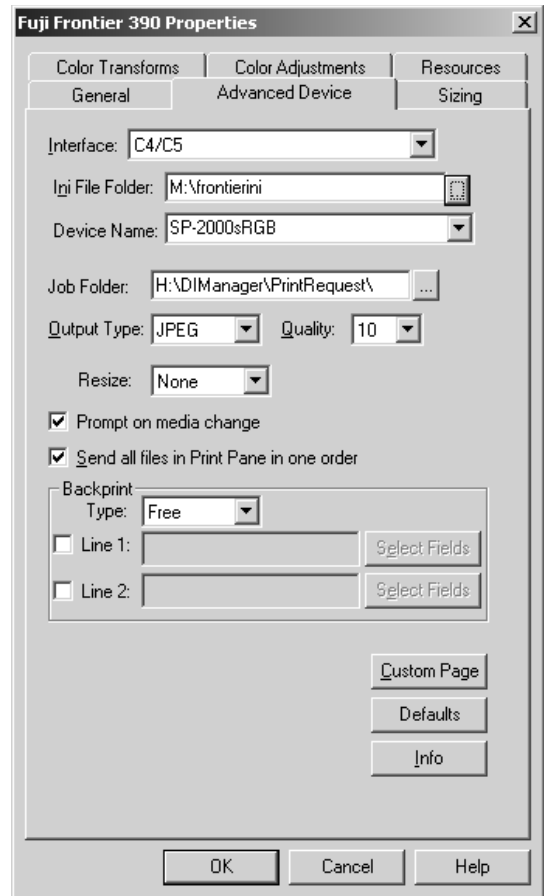 Fuji Frontier 390 Properties
Color Transforms Color Adjustments Resources
General Advanced Device Sizing
Interface: C4/C5
Ini File Folder: M:\frontierini
Device Name: SP-2000sRGB
Job Folder: H:\DIManager\PrintRequest\ ...
Output Type: JPEG Quality: 10
Resize: None
Prompt on media change
Send all files in Print Pane in one order
Backprint
Type: Free
Line 1: Select Fields
Line 2: Select Fields
Custom Page
Defaults
Info
OK Cancel Help